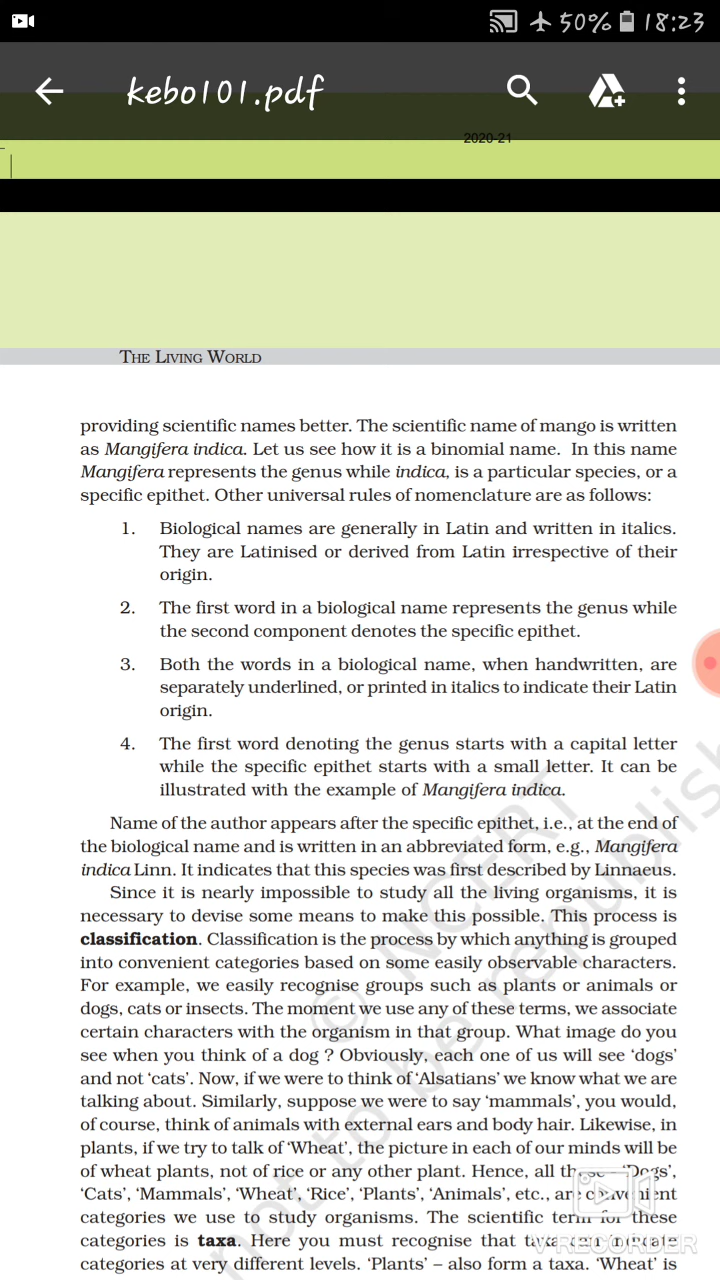 50% 18:23
kebo101.pdf
2020-21
THE LIVING WORLD
providing scientific names better. The scientific name of mango is written
as Mangifera indica. Let us see how it is a binomial name. In this name
Mangifera represents the genus while indica, is a particular species, or a
specific epithet. Other universal rules of nomenclature are as follows:
1. Biological names are generally in Latin and written in italics.
They are Latinised or derived from Latin irrespective of their
origin.
2. The first word in a biological name represents the genus while
the second component denotes the specific epithet.
3. Both the words in a biological name, when handwritten, are
separately underlined, or printed in italics to indicate their Latin
origin.
4. The first word denoting the genus starts with a capital letter
while the specific epithet starts with a small letter. It can be
illustrated with the example of Mangifera indica.
Name of the author appears after the specific epithet, i.e., at the end of
the biological name and is written in an abbreviated form, e.g., Mangifera
indica Linn. It indicates that this species was first described by Linnaeus.
Since it is nearly impossible to study all the living organisms, it is
necessary to devise some means to make this possible. This process is
classification. Classification is the process by which anything is grouped
into convenient categories based on some easily observable characters.
For example, we easily recognise groups such as plants or animals or
dogs, cats or insects. The moment we use any of these terms, we associate
certain characters with the organism in that group. What image do you
see when you think of a dog ? Obviously, each one of us will see 'dogs'
and not 'cats'. Now, if we were to think of 'Alsatians' we know what we are
talking about. Similarly, suppose we were to say 'mammals', you would,
of course, think of animals with external ears and body hair. Likewise, in
plants, if we try to talk of 'Wheat', the picture in each of our minds will be
of wheat plants, not of rice or any other plant. Hence, all these - 'Dogs',
'Cats', 'Mammals', 'Wheat', 'Rice', 'Plants', 'Animals', etc., are convenient
categories we use to study organisms. The scientific term for these
categories is taxa. Here you must recognise that taxa can indicate
categories at very different levels. 'Plants' – also form a taxa. 'Wheat' is
© NCERT
not to be republish
V RECORDER